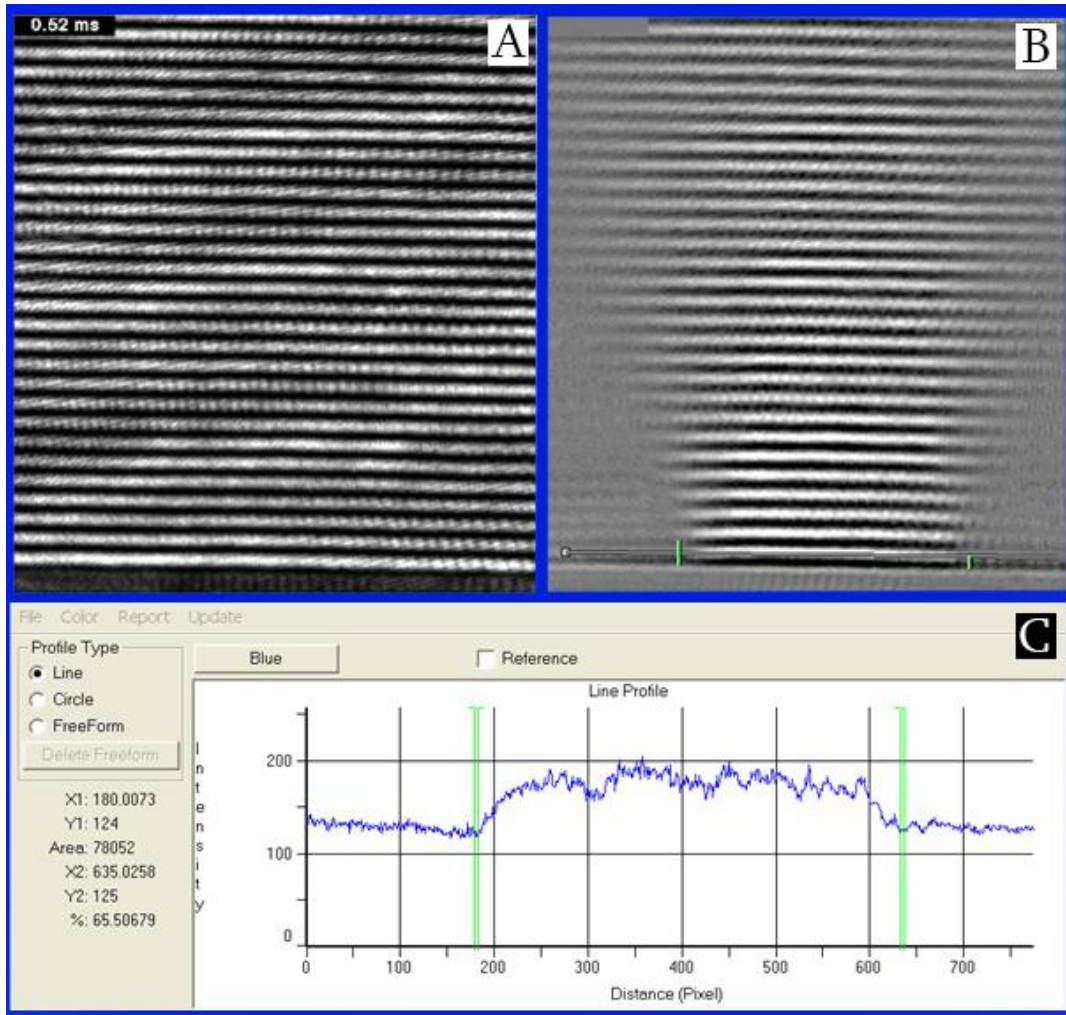 0.52 ms
A
B
C
File Color Report Update
Profile Type
Line
Circle
FreeForm
Delete Freeform
X1: 180.0073
Y1: 124
Area: 78052
X2: 635.0258
Y2: 125
%: 65.50679
Blue
Reference
Line Profile
Intensity
200
100
0
0 100 200 300 400 500 600 700
Distance (Pixel)